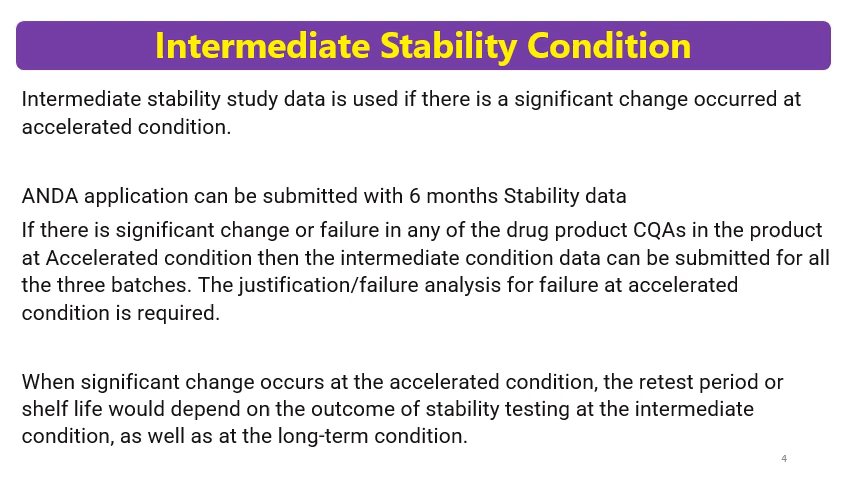 Intermediate Stability Condition
Intermediate stability study data is used if there is a significant change occurred at
accelerated condition.
ANDA application can be submitted with 6 months Stability data
If there is significant change or failure in any of the drug product CQAs in the product
at Accelerated condition then the intermediate condition data can be submitted for all
the three batches. The justification/failure analysis for failure at accelerated
condition is required.
When significant change occurs at the accelerated condition, the retest period or
shelf life would depend on the outcome of stability testing at the intermediate
condition, as well as at the long-term condition.
4